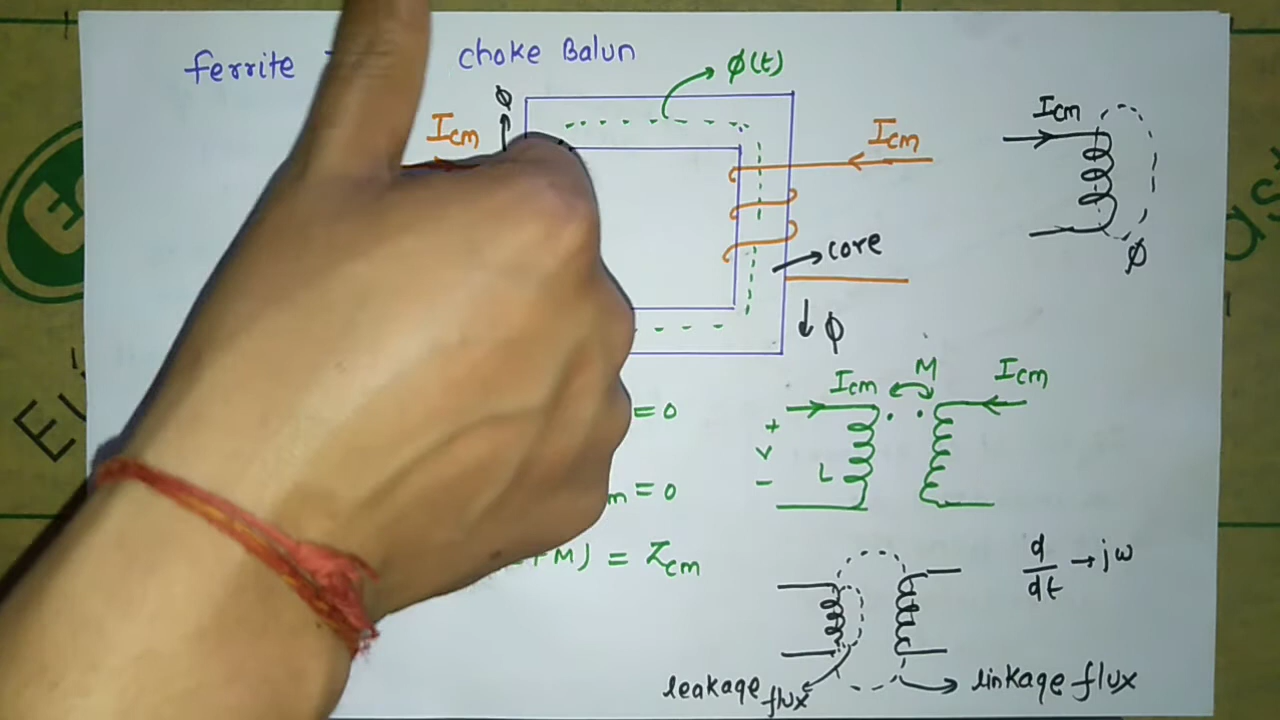 ferrite
choke Balun
ϕ(t)
ϕ
Icm
Icm
Icm
core
ϕ
ϕ
= 0
Icm
M
Icm
+
v
-
L
m = 0
+M) = Zcm
d/dt → jω
leakage flux
linkage flux